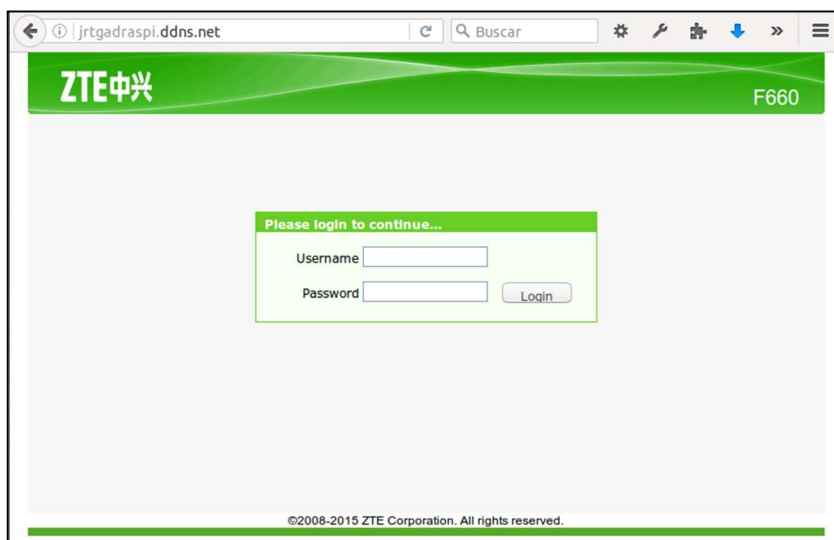 jrtgadraspi.ddns.net
Buscar
ZTE中兴
F660
Please login to continue...
Username
Password
Login
©2008-2015 ZTE Corporation. All rights reserved.